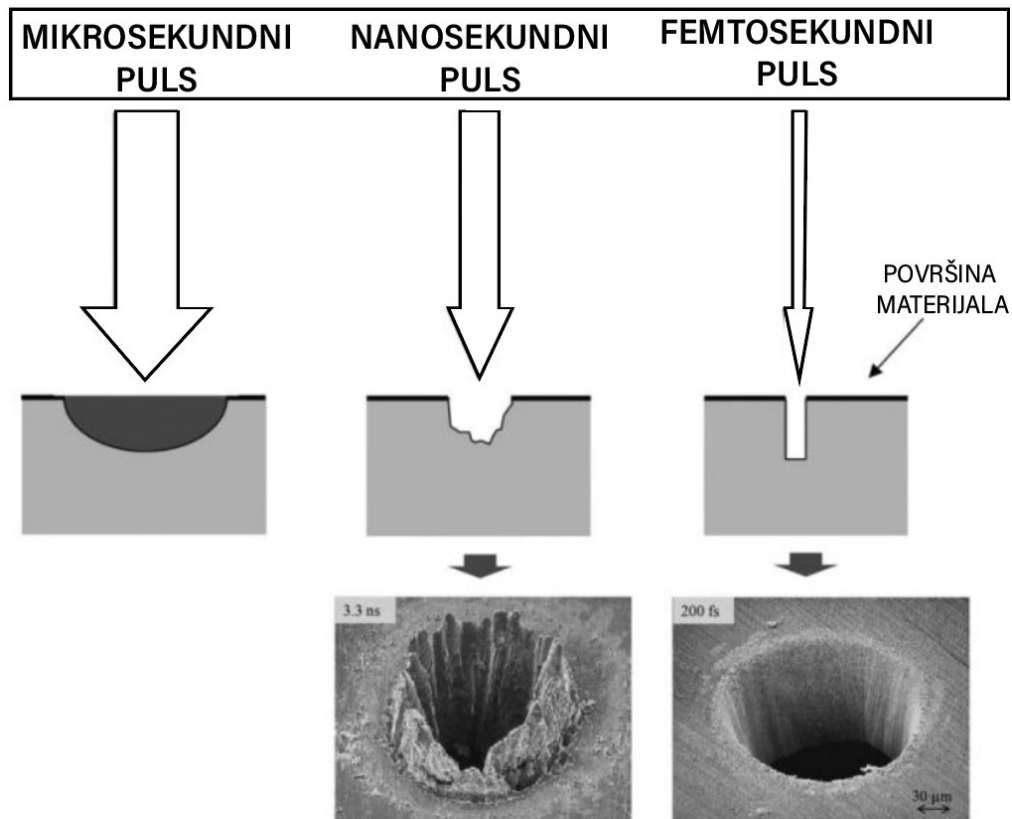 MIKROSEKUNDNI
PULS
NANOSEKUNDNI
PULS
FEMTOSEKUNDNI
PULS
POVRŠINA
MATERIJALA
3.3 ns
200 fs
30 µm